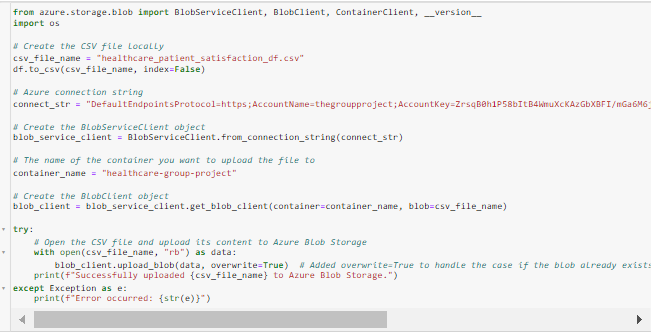 from azure.storage.blob import BlobServiceClient, BlobClient, ContainerClient, __version__
import os
# Create the CSV file locally
csv_file_name = "healthcare_patient_satisfaction_df.csv"
df.to_csv(csv_file_name, index=False)
# Azure connection string
connect_str = "DefaultEndpointsProtocol=https;AccountName=thegroupproject;AccountKey=
# Create the BlobServiceClient object
blob_service_client = BlobServiceClient.from_connection_string(connect_str)
# The name of the container you want to upload the file to
container_name = "healthcare-group-project"
# Create the BlobClient object
blob_client = blob_service_client.get_blob_client(container=container_name, blob=csv_file_name)
try:
# Open the CSV file and upload its content to Azure Blob Storage
with open(csv_file_name, "rb") as data:
blob_client.upload_blob(data, overwrite=True) # Added overwrite=True to handle the case if the blob already exists
print(f"Successfully uploaded {csv_file_name} to Azure Blob Storage.")
except Exception as e:
print(f"Error occurred: {str(e)}")